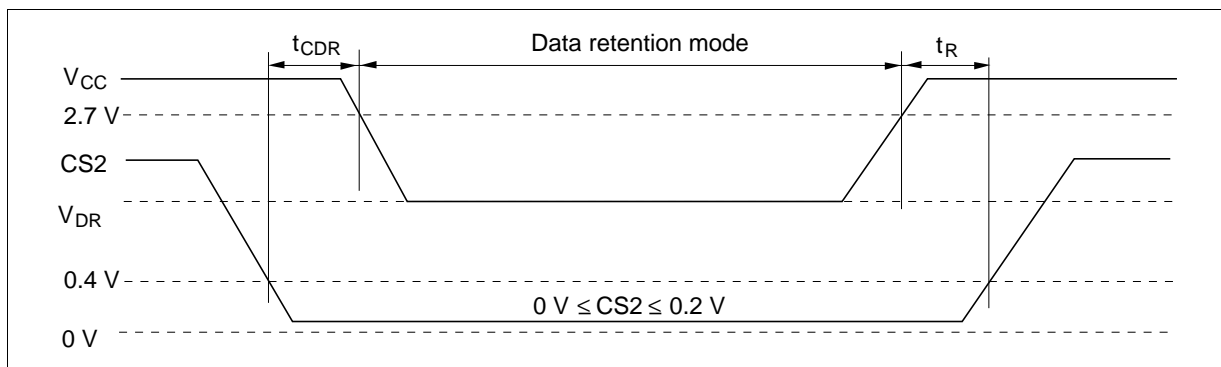 tCDR Data retention mode tR
VCC
2.7 V
CS2
VDR
0.4 V
0 V ≤ CS2 ≤ 0.2 V
0 V